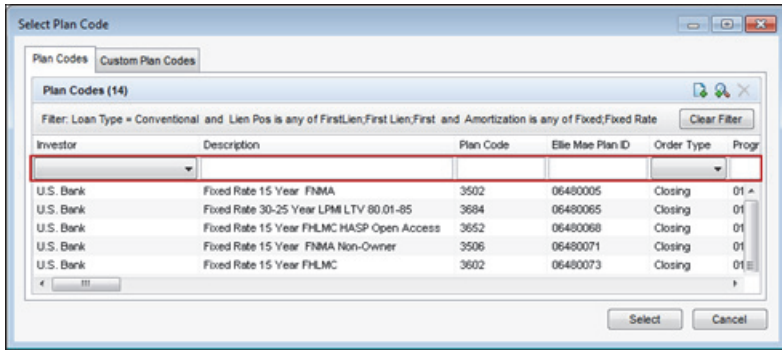 Select Plan Code
Plan Codes Custom Plan Codes
Plan Codes (14)
Filter: Loan Type = Conventional and Lien Pos is any of FirstLien;First Lien;First and Amortization is any of Fixed;Fixed Rate Clear Filter
Investor Description Plan Code Ellie Mae Plan ID Order Type Progr
U.S. Bank Fixed Rate 15 Year FNMA 3502 06480005 Closing 01
U.S. Bank Fixed Rate 30-25 Year LPMI LTV 80.01-85 3684 06480065 Closing 01
U.S. Bank Fixed Rate 15 Year FHLMC HASP Open Access 3652 06480068 Closing 01
U.S. Bank Fixed Rate 15 Year FNMA Non-Owner 3506 06480071 Closing 01
U.S. Bank Fixed Rate 15 Year FHLMC 3602 06480073 Closing 01
Select Cancel